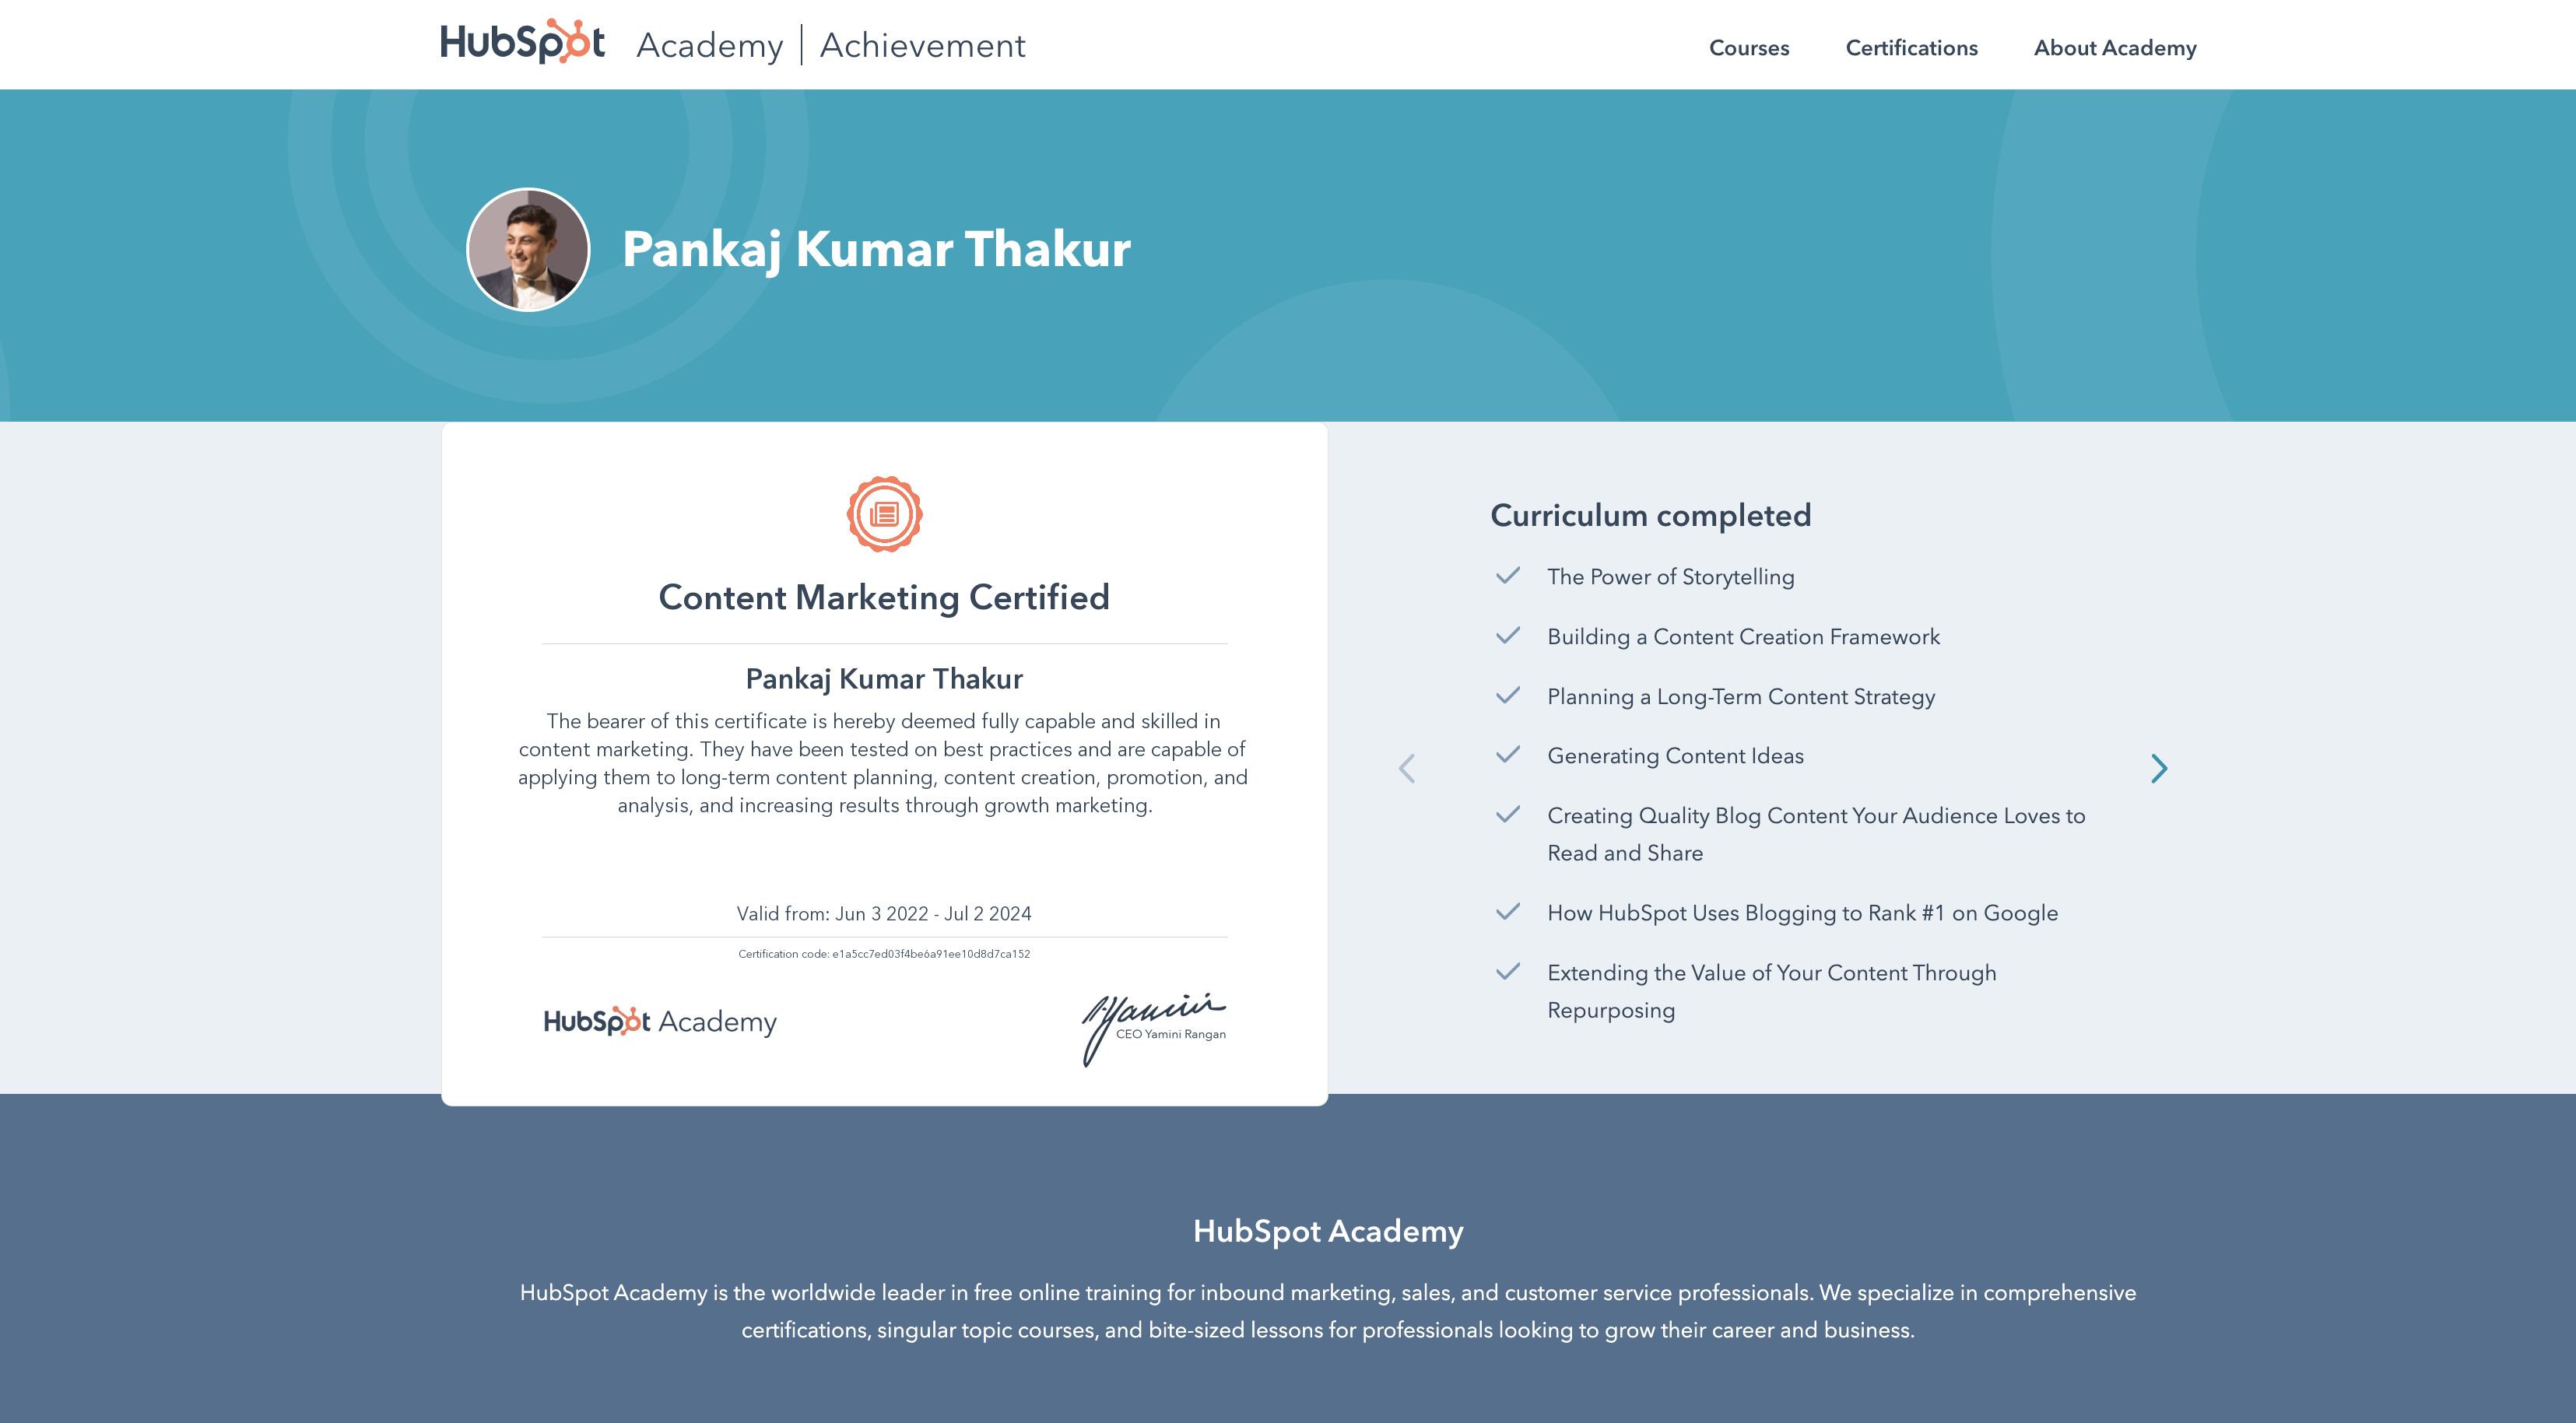 HubSpot Academy | Achievement
Courses
Certifications
About Academy
Pankaj Kumar Thakur
Content Marketing Certified
Pankaj Kumar Thakur
The bearer of this certificate is hereby deemed fully capable and skilled in
content marketing. They have been tested on best practices and are capable of
applying them to long-term content planning, content creation, promotion, and
analysis, and increasing results through growth marketing.
Valid from: Jun 3 2022 - Jul 2 2024
Certification code: e1a5cc7ed03f4be6a91ee10d8d7ca152
HubSpot Academy
Yamini
CEO Yamini Rangan
Curriculum completed
The Power of Storytelling
Building a Content Creation Framework
Planning a Long-Term Content Strategy
Generating Content Ideas
Creating Quality Blog Content Your Audience Loves to
Read and Share
How HubSpot Uses Blogging to Rank #1 on Google
Extending the Value of Your Content Through
Repurposing
HubSpot Academy
HubSpot Academy is the worldwide leader in free online training for inbound marketing, sales, and customer service professionals. We specialize in comprehensive
certifications, singular topic courses, and bite-sized lessons for professionals looking to grow their career and business.